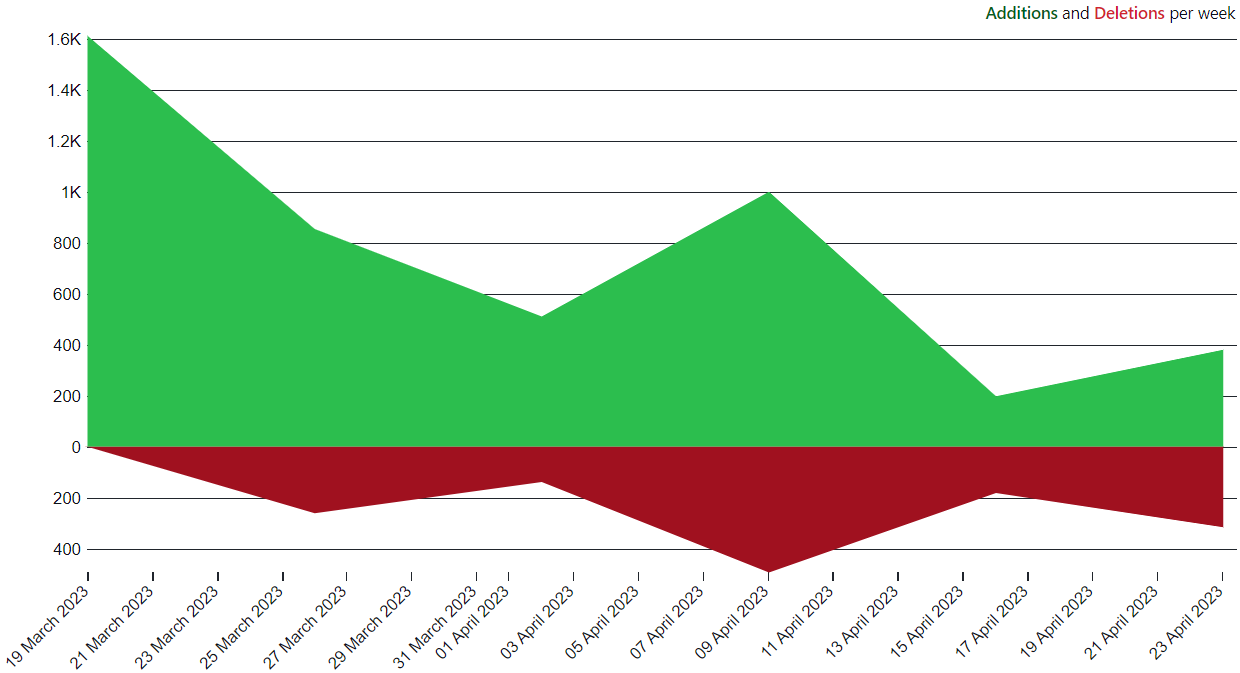 Additions and Deletions per week
1.6K
1.4K
1.2K
1K
800
600
400
200
0
200
400
19 March 2023
21 March 2023
23 March 2023
25 March 2023
27 March 2023
29 March 2023
31 March 2023
01 April 2023
03 April 2023
05 April 2023
07 April 2023
09 April 2023
11 April 2023
13 April 2023
15 April 2023
17 April 2023
19 April 2023
21 April 2023
23 April 2023